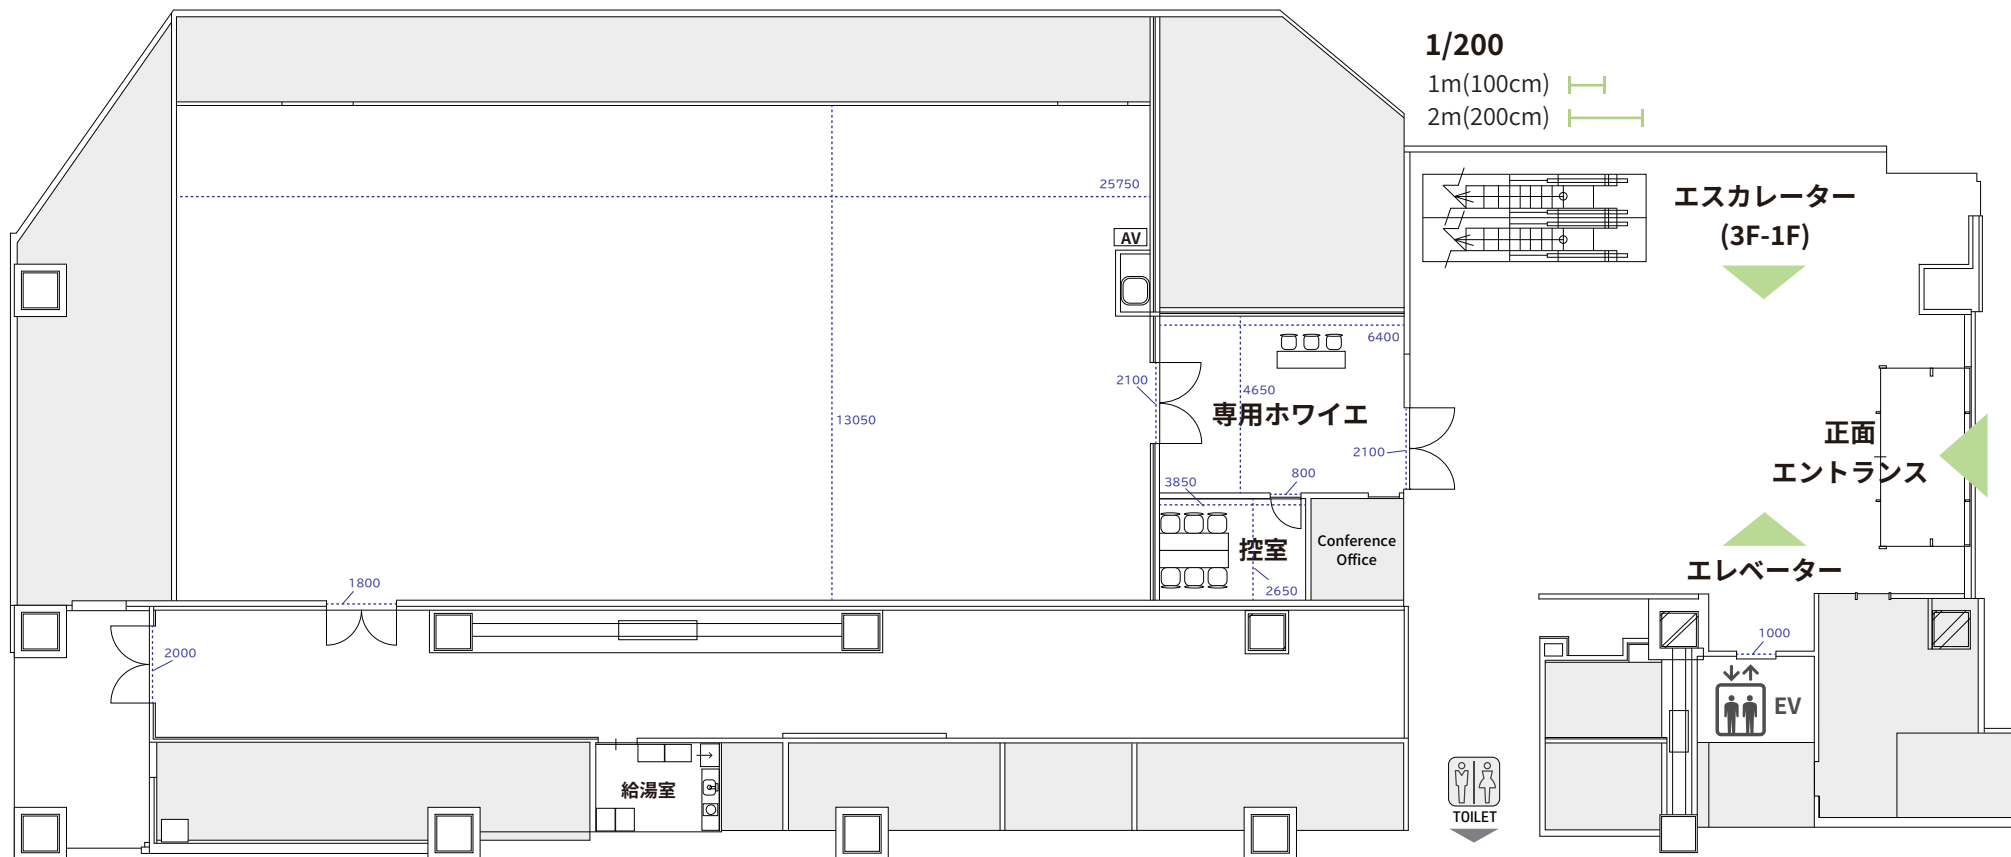 1/200
1m(100cm)
2m(200cm)
25750
エスカレーター
(3F-1F)
AV
6400
2100
4650
13050
専用ホワイエ
2100
正面
エントランス
800
3850
控室
Conference
Office
2650
エレベーター
1800
2000
1000
EV
給湯室
TOILET